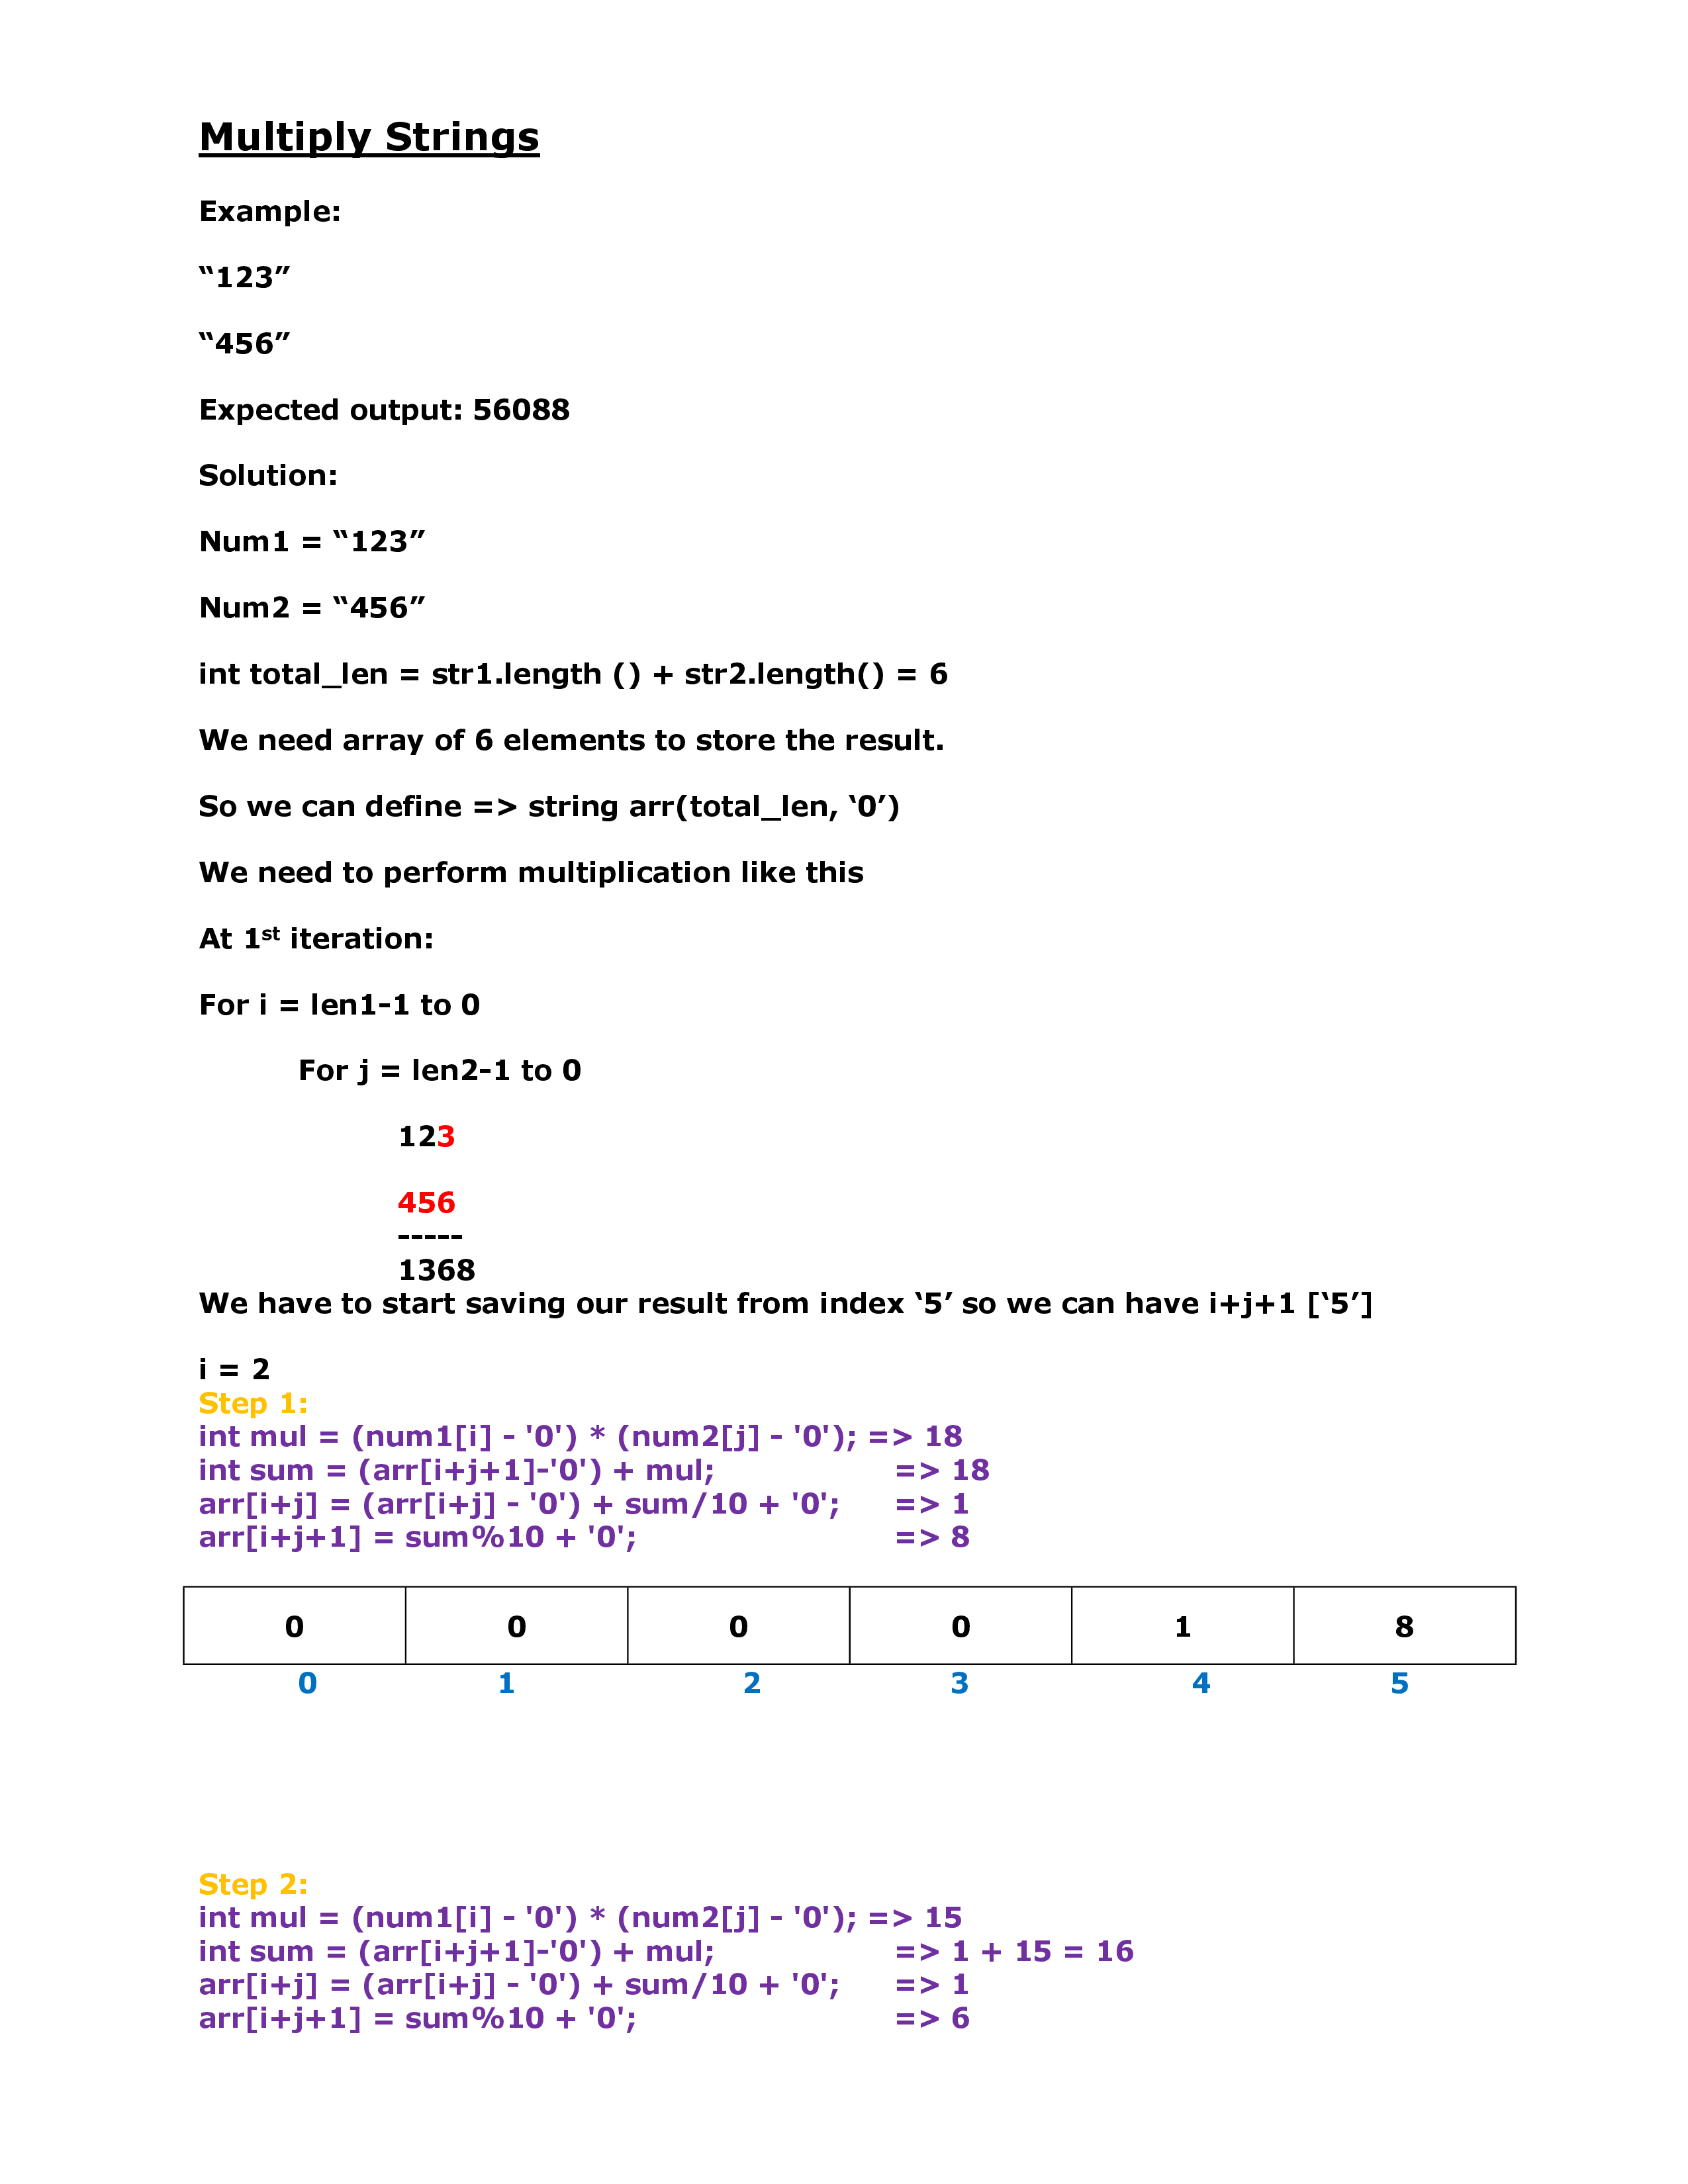 Multiply Strings
Example:
“123”
“456”
Expected output: 56088
Solution:
Num1 = “123”
Num2 = “456”
int total_len = str1.length () + str2.length() = 6
We need array of 6 elements to store the result.
So we can define => string arr(total_len, ‘0’)
We need to perform multiplication like this
At 1st iteration:
For i = len1-1 to 0
For j = len2-1 to 0
123
456
-----
1368
We have to start saving our result from index ‘5’ so we can have i+j+1 [‘5’]
i = 2
Step 1:
int mul = (num1[i] - '0') * (num2[j] - '0'); => 18
int sum = (arr[i+j+1]-'0') + mul; => 18
arr[i+j] = (arr[i+j] - '0') + sum/10 + '0'; => 1
arr[i+j+1] = sum%10 + '0'; => 8
0 0 0 0 1 8
0 1 2 3 4 5
Step 2:
int mul = (num1[i] - '0') * (num2[j] - '0'); => 15
int sum = (arr[i+j+1]-'0') + mul; => 1 + 15 = 16
arr[i+j] = (arr[i+j] - '0') + sum/10 + '0'; => 1
arr[i+j+1] = sum%10 + '0'; => 6